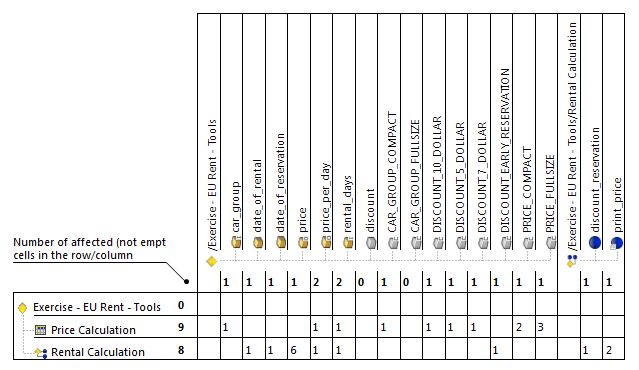 /Exercise - EU Rent - Tools
car_group
date_of_rental
date_of_reservation
price
price_per_day
rental_days
discount
CAR_GROUP_COMPACT
CAR_GROUP_FULLSIZE
DISCOUNT_10_DOLLAR
DISCOUNT_5_DOLLAR
DISCOUNT_7_DOLLAR
DISCOUNT_EARLY_RESERVATION
PRICE_COMPACT
PRICE_FULLSIZE
/Exercise - EU Rent - Tools/Rental Calculation
discount_reservation
print_price
Number of affected (not empt
cells in the row/column
1 1 1 1 2 2 0 1 0 1 1 1 1 1 1 1 1
Exercise - EU Rent - Tools 0
Price Calculation 9 1 1 1 1 1 1 1 2 3
Rental Calculation 8 1 1 6 1 1 1 1 2